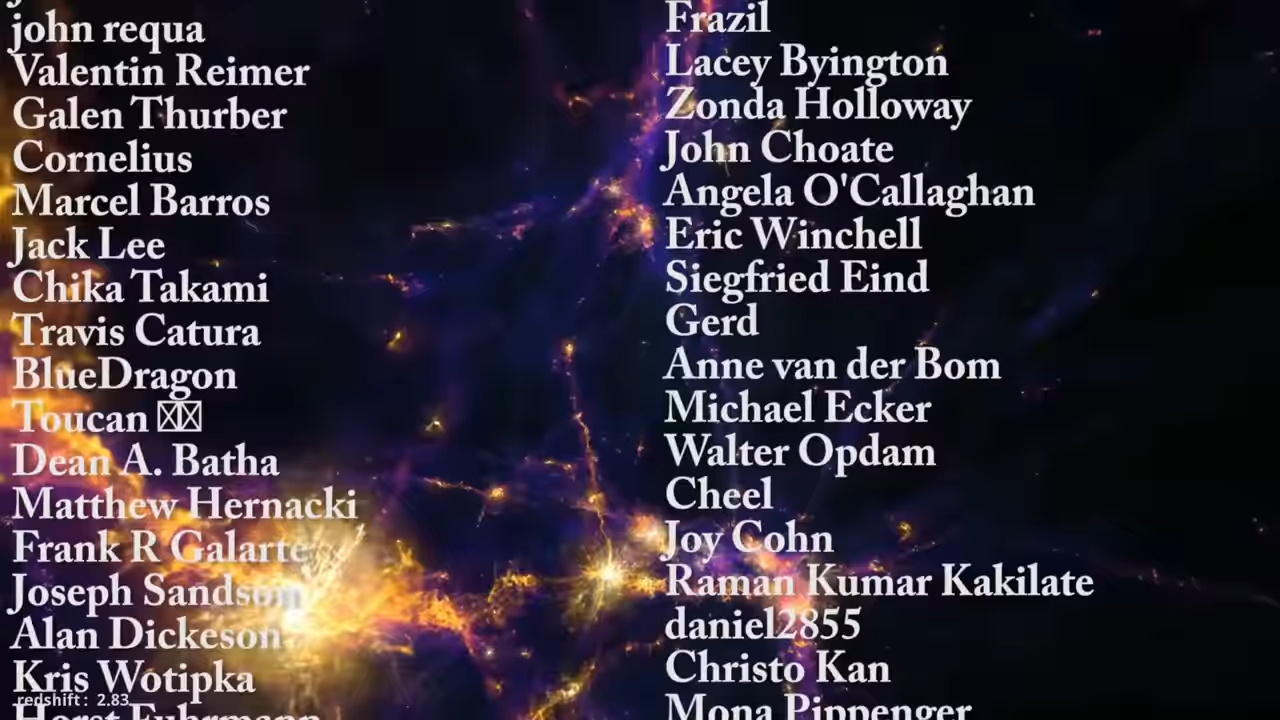 john requa
Valentin Reimer
Galen Thurber
Cornelius
Marcel Barros
Jack Lee
Chika Takami
Travis Catura
BlueDragon
Toucan
Dean A. Batha
Matthew Hernacki
Frank R Galarte
Joseph Sandson
Alan Dickeson
Kris Wotipka
redshift: 2.83
Horst Fuhrmann
Frazil
Lacey Byington
Zonda Holloway
John Choate
Angela O'Callaghan
Eric Winchell
Siegfried Eind
Gerd
Anne van der Bom
Michael Ecker
Walter Opdam
Cheel
Joy Cohn
Raman Kumar Kakilate
daniel2855
Christo Kan
Mona Pippenger